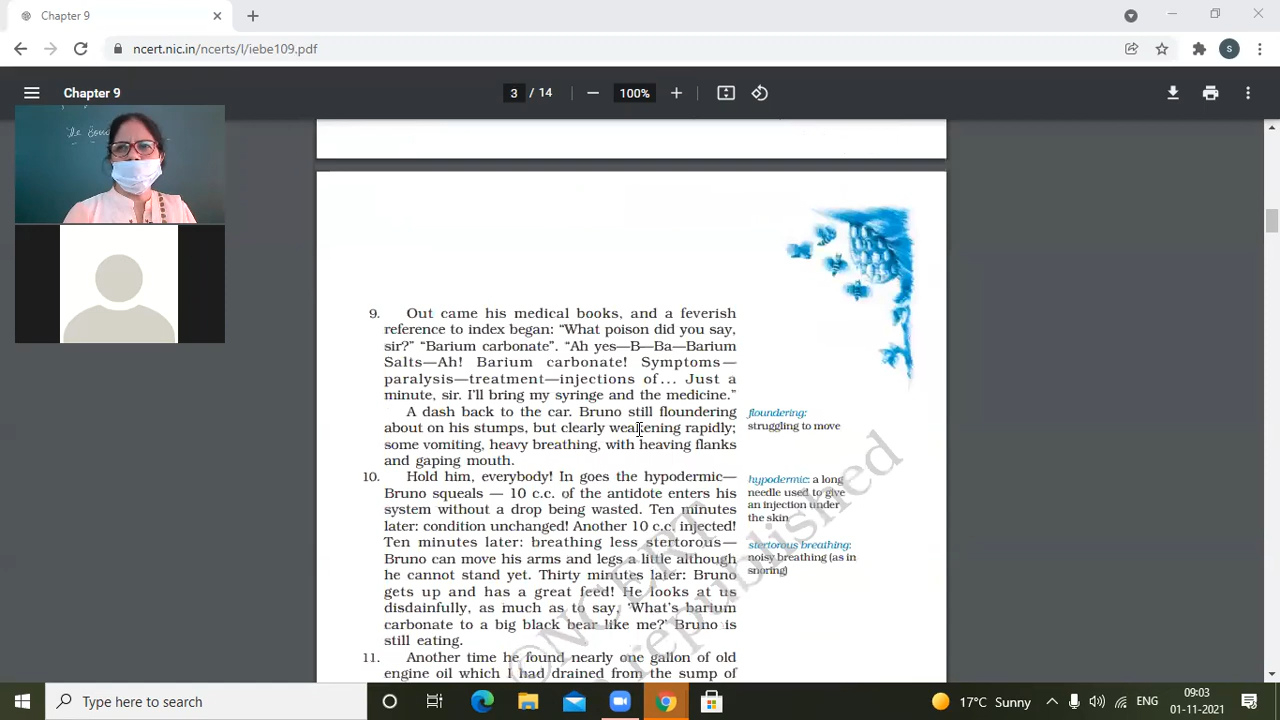 Chapter 9
ncert.nic.in/ncerts/l/iebe109.pdf
S
Chapter 9
3 / 14
100%
9. Out came his medical books, and a feverish
reference to index began: “What poison did you say,
sir?” “Barium carbonate”. “Ah yes—B—Ba—Barium
Salts—Ah! Barium carbonate! Symptoms—
paralysis—treatment—injections of... Just a
minute, sir. I’ll bring my syringe and the medicine.”
A dash back to the car. Bruno still floundering
about on his stumps, but clearly weakening rapidly;
some vomiting, heavy breathing, with heaving flanks
and gaping mouth.
floundering:
struggling to move
10. Hold him, everybody! In goes the hypodermic—
Bruno squeals — 10 c.c. of the antidote enters his
system without a drop being wasted. Ten minutes
later: condition unchanged! Another 10 c.c. injected!
Ten minutes later: breathing less stertorous—
Bruno can move his arms and legs a little although
he cannot stand yet. Thirty minutes later: Bruno
gets up and has a great feed! He looks at us
disdainfully, as much as to say, ‘What’s barium
carbonate to a big black bear like me?’ Bruno is
still eating.
hypodermic: a long
needle used to give
an injection under
the skin
stertorous breathing:
noisy breathing (as in
snoring)
11. Another time he found nearly one gallon of old
engine oil which I had drained from the sump of
©NCERT
republished
Type here to search
17°C Sunny
ENG
09:03
01-11-2021